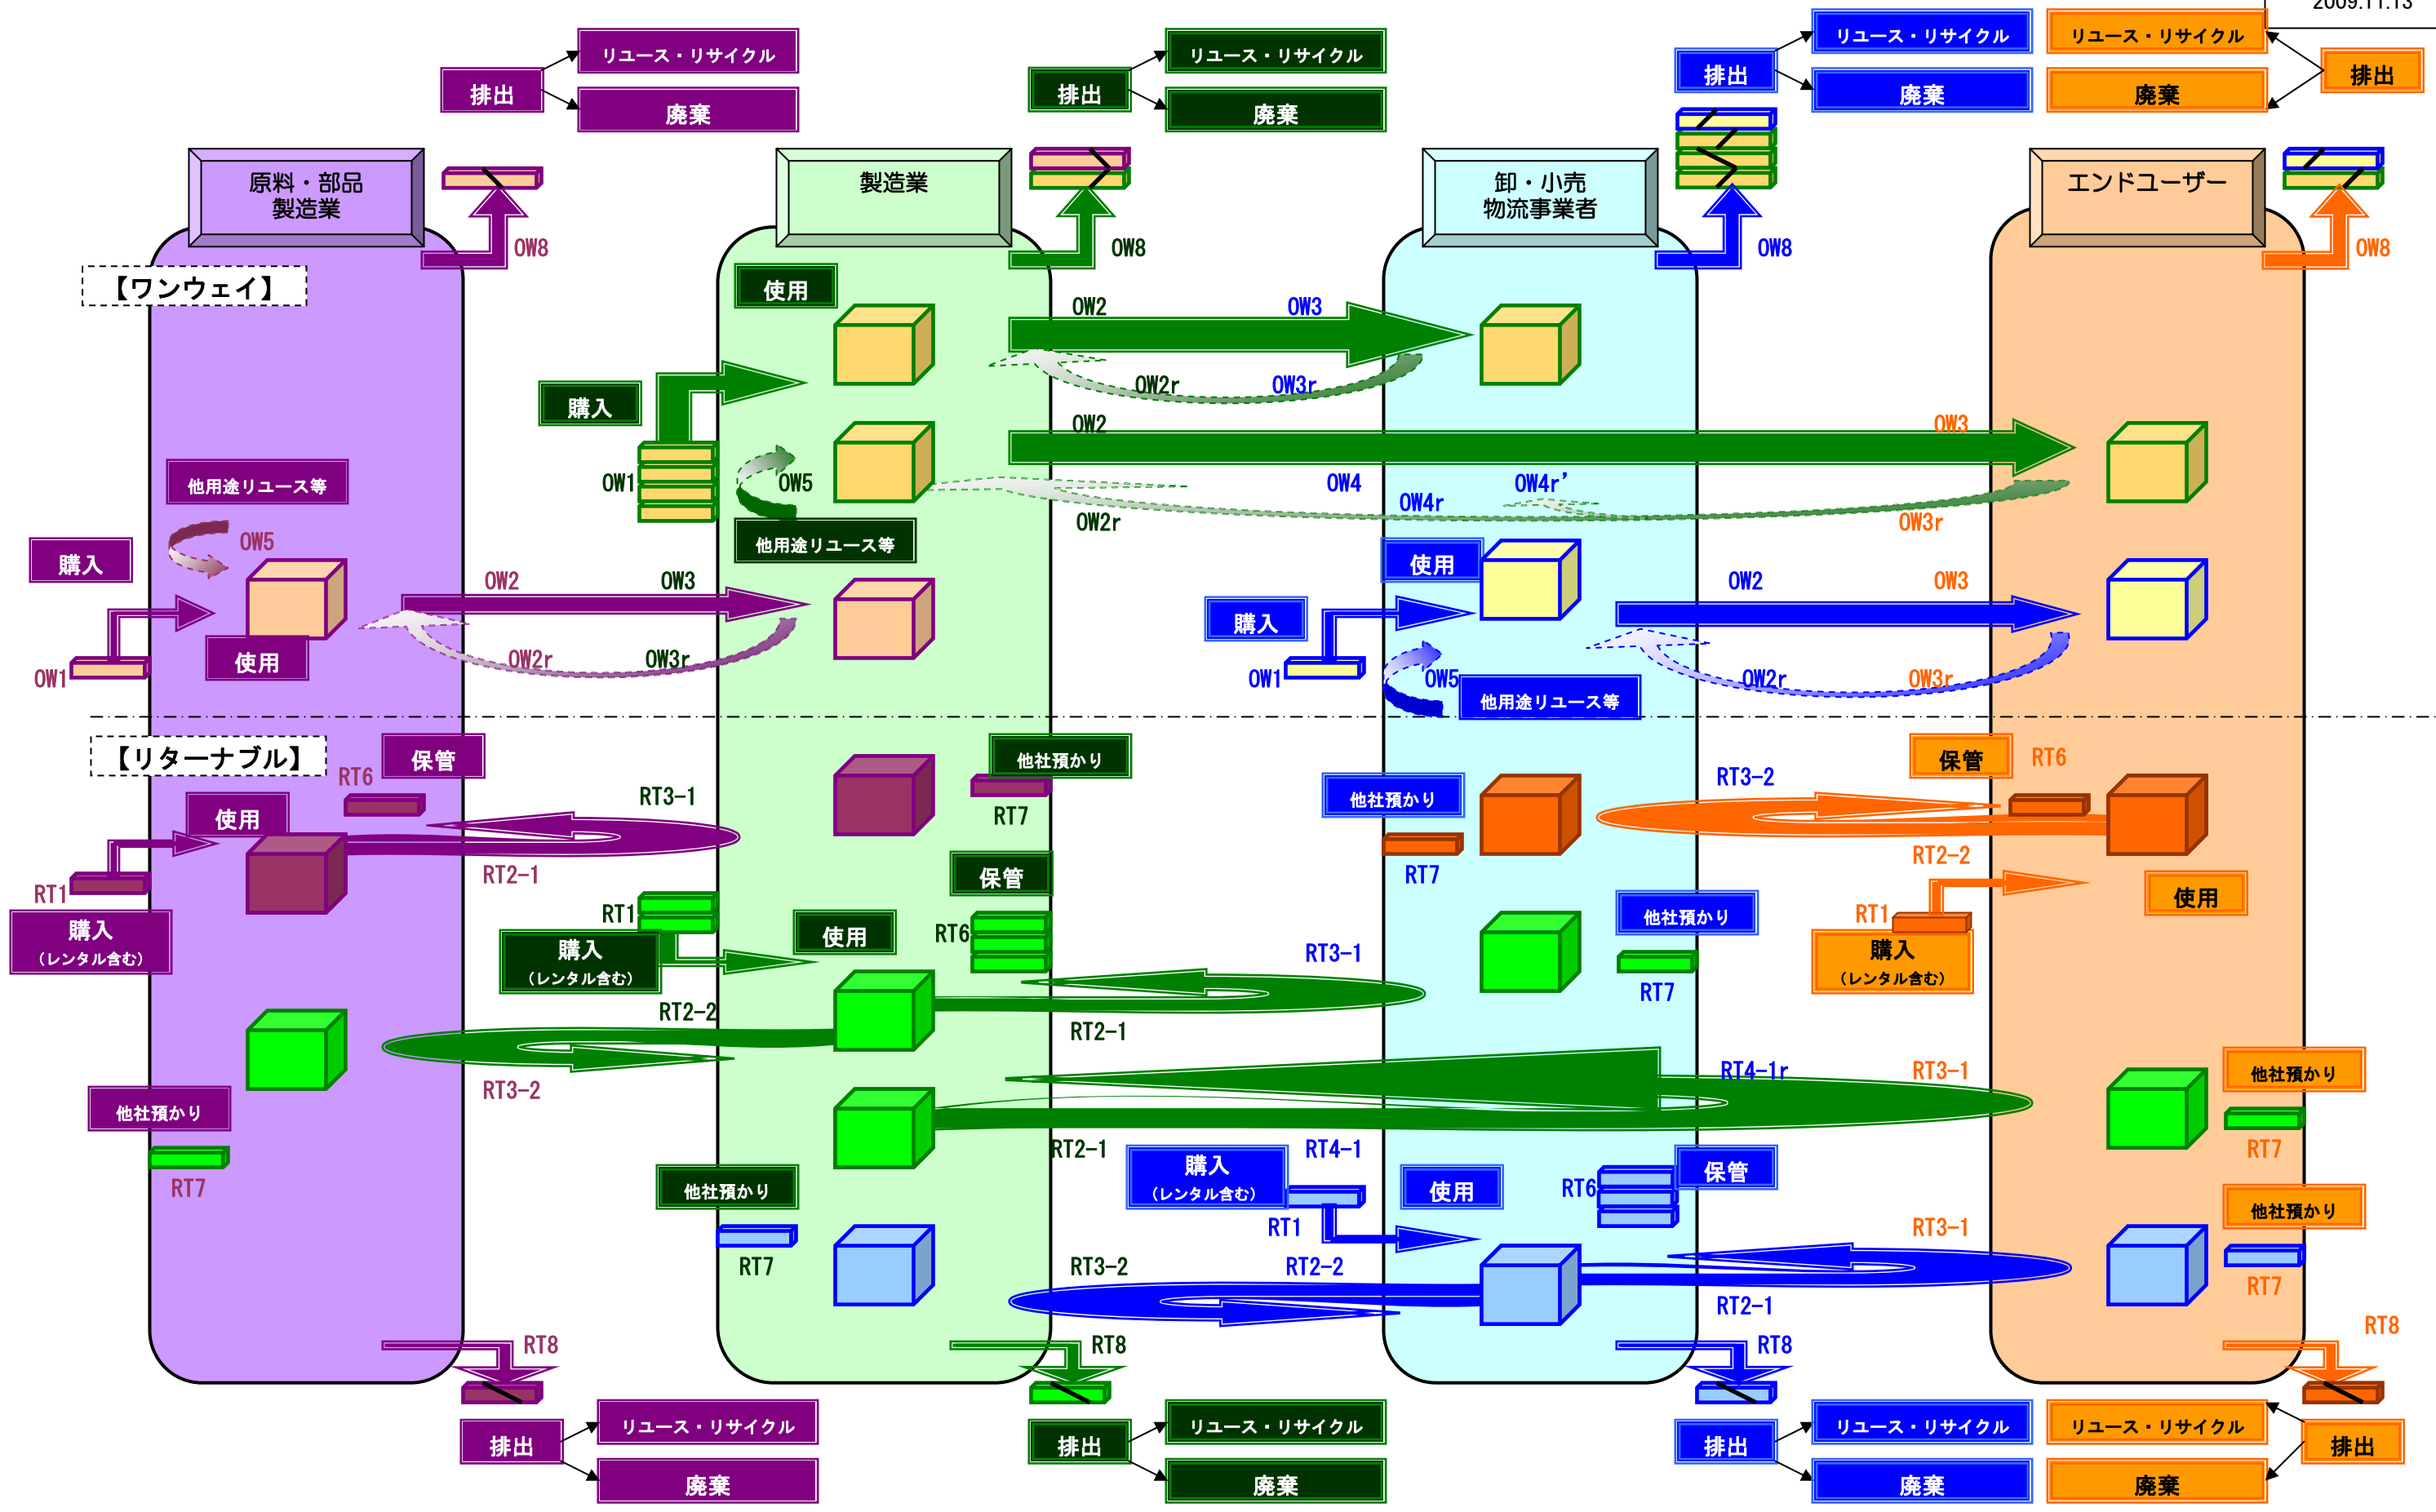 2009.11.13
リユース・リサイクル
排出
廃棄
リユース・リサイクル
排出
廃棄
リユース・リサイクル
排出
廃棄
リユース・リサイクル
排出
廃棄
原料・部品
製造業
製造業
卸・小売
物流事業者
エンドユーザー
OW8
OW8
OW8
OW8
【ワンウェイ】
使用
OW2
OW3
購入
OW2r
OW3r
OW2
OW3
他用途リユース等
OW1
OW5
OW4
OW4r’
OW4r
OW2r
OW3r
購入
OW5
他用途リユース等
使用
OW2
OW3
OW2
OW3
購入
使用
OW2r
OW3r
OW1
OW1
OW5
OW2r
OW3r
他用途リユース等
【リターナブル】
RT6
保管
他社預かり
保管
RT6
使用
RT3-1
RT7
他社預かり
RT3-2
RT1
RT2-1
保管
RT7
RT2-2
使用
購入
(レンタル含む)
RT1
購入
(レンタル含む)
使用
RT6
他社預かり
RT1
購入
(レンタル含む)
RT3-1
RT7
RT2-2
RT2-1
RT3-2
RT4-1r
RT3-1
他社預かり
他社預かり
RT7
RT2-1
RT4-1
RT7
他社預かり
購入
(レンタル含む)
使用
RT6
保管
RT7
RT1
RT3-1
他社預かり
RT7
RT3-2
RT2-2
RT2-1
RT7
RT8
RT8
RT8
RT8
リユース・リサイクル
排出
廃棄
リユース・リサイクル
排出
廃棄
リユース・リサイクル
排出
廃棄
リユース・リサイクル
排出
廃棄